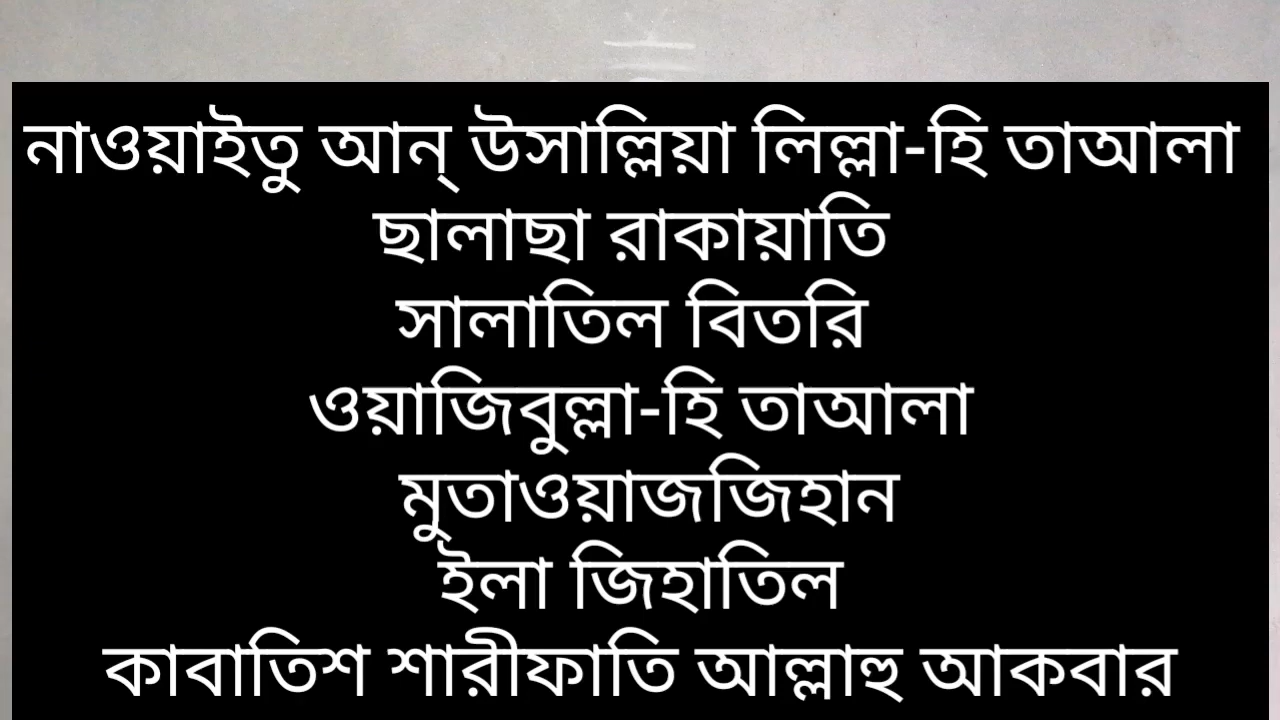 নাওয়াইতু আন্ উসাল্লিয়া লিল্লা-হি তাআলা
ছালাছা রাকায়াতি
সালাতিল বিতরি
ওয়াজিবুল্লা-হি তাআলা
মুতাওয়াজজিহান
ইলা জিহাতিল
কাবাতিশ শারীফাতি আল্লাহু আকবার